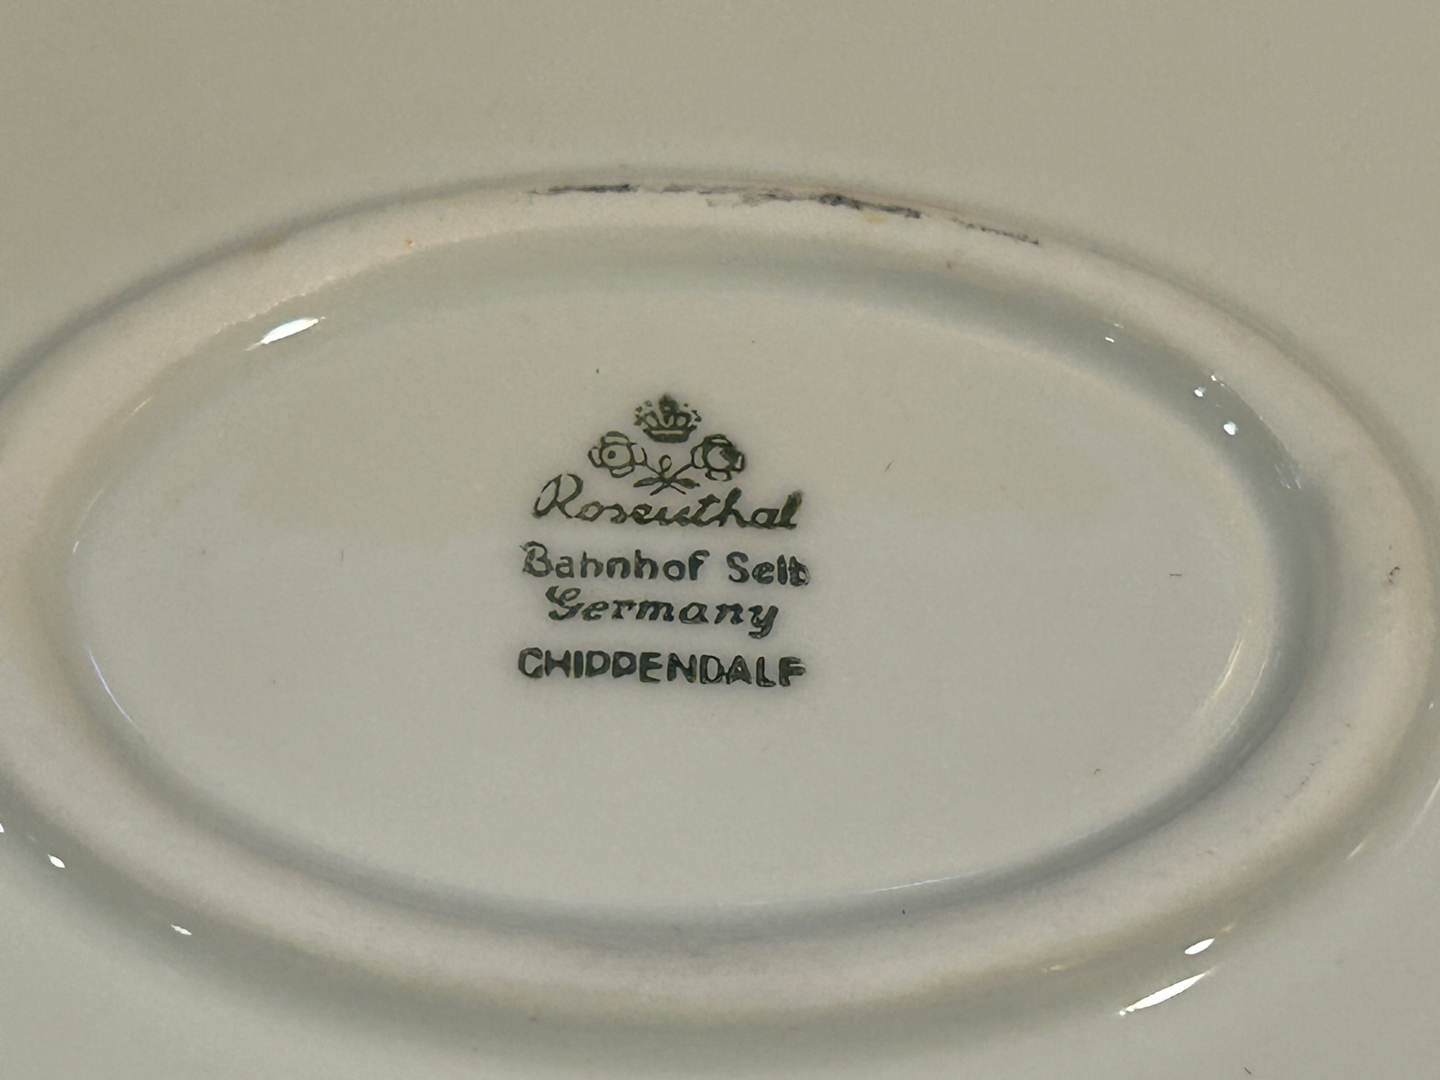 Rosenthal
Bahnhof Selb
Germany
CHIPPENDALE